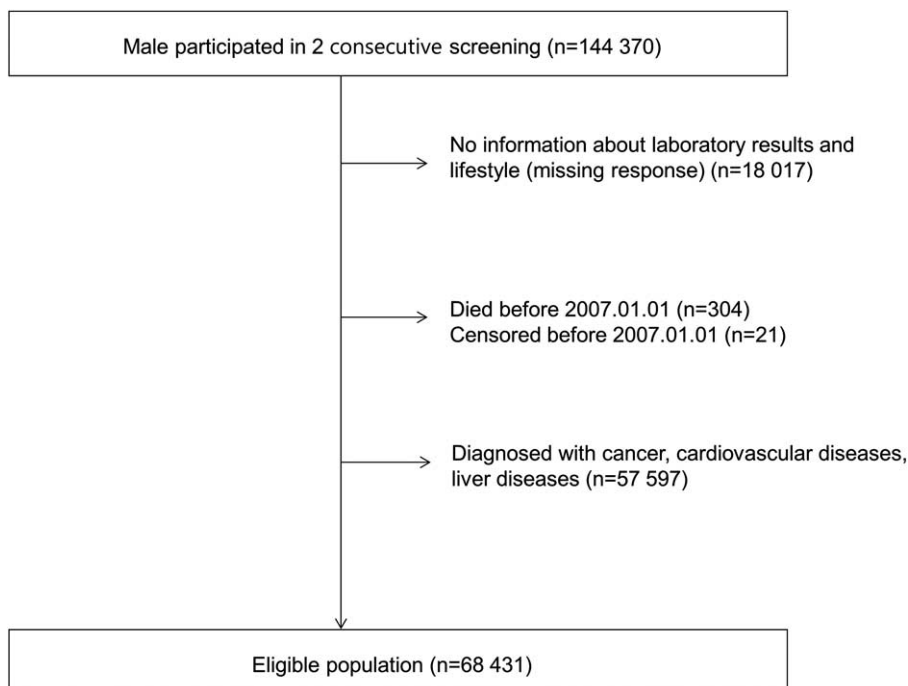 Male participated in 2 consecutive screening (n=144 370)
No information about laboratory results and
lifestyle (missing response) (n=18 017)
Died before 2007.01.01 (n=304)
Censored before 2007.01.01 (n=21)
Diagnosed with cancer, cardiovascular diseases,
liver diseases (n=57 597)
Eligible population (n=68 431)